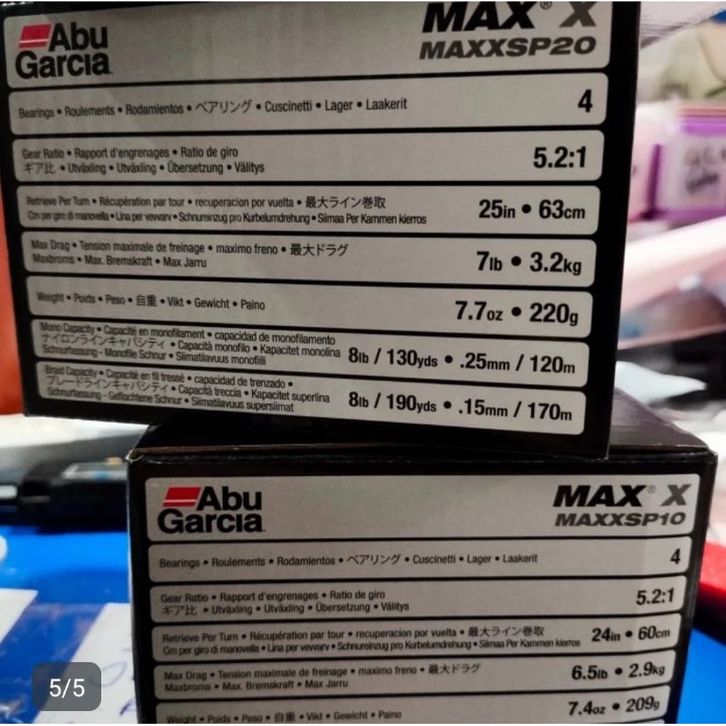 Abu
Garcia
MAX® X
MAXXSP20
Bearings • Roulements • Rodamientos • ベアリング • Cuscinetti • Lager • Laakerit
4
Gear Ratio • Rapport d'engrenages • Ratio de giro
ギア比 • Utväxling • Utväxling • Übersetzung • Välitys
5.2:1
Retrieve Per Turn • Récupération par tour • recuperacion por vuelta • 最大ライン巻取
Cm per giro di manovella • Lina per vevvarv • Schnureinzug pro Kurbelumdrehung • Siimaa Per Kammen kierros
25in • 63cm
Max Drag • Tension maximale de freinage • maximo freno • 最大ドラグ
Maxbroms • Max. Bremskraft • Max Jarru
7lb • 3.2kg
Weight • Poids • Peso • 自重 • Vikt • Gewicht • Paino
7.7oz • 220g
Mono Capacity • Capacité en monofilament • capacidad de monofilamento
ナイロンラインキャパシティ • Capacità monofilo • Kapacitet monolina
Schnurfassung - Monofile Schnur • Siimatilavuus monofiili
8lb / 130yds • .25mm / 120m
Braid Capacity • Capacité en fil tressé • capacidad de trenzado •
ブレードラインキャパシティ • Capacità treccia • Kapacitet superlina
Schnurfassung - Geflochtene Schnur • Siimatilavuus supersiimat
8lb / 190yds • .15mm / 170m
Abu
Garcia
MAX® X
MAXXSP10
Bearings • Roulements • Rodamientos • ベアリング • Cuscinetti • Lager • Laakerit
4
Gear Ratio • Rapport d'engrenages • Ratio de giro
ギア比 • Utväxling • Utväxling • Übersetzung • Välitys
5.2:1
Retrieve Per Turn • Récupération par tour • recuperacion por vuelta • 最大ライン巻取
Cm per giro di manovella • Lina per vevvarv • Schnureinzug pro Kurbelumdrehung • Siimaa Per Kammen kierros
24in • 60cm
Max Drag • Tension maximale de freinage • maximo freno • 最大ドラグ
Maxbroms • Max. Bremskraft • Max Jarru
6.5lb • 2.9kg
Weight • Poids • Peso • 自重 • Vikt • Gewicht • Paino
7.4oz • 209g
5/5